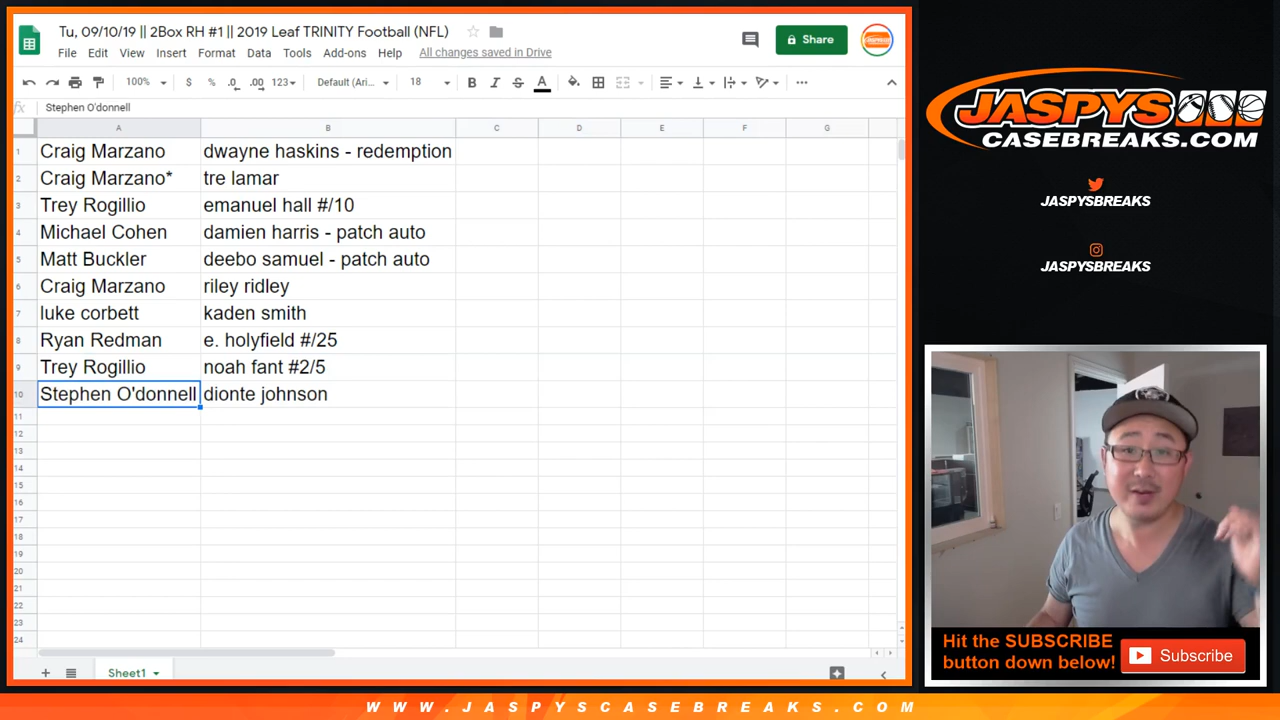 Tu, 09/10/19 || 2Box RH #1 || 2019 Leaf TRINITY Football (NFL)
File Edit View Insert Format Data Tools Add-ons Help All changes saved in Drive
Share
100% $ % .0 .00 123 Default (Ari... 18 B I S A
fx Stephen O'donnell
A B C D E F G
1 Craig Marzano dwayne haskins - redemption
2 Craig Marzano* tre lamar
3 Trey Rogillio emanuel hall #/10
4 Michael Cohen damien harris - patch auto
5 Matt Buckler deebo samuel - patch auto
6 Craig Marzano riley ridley
7 luke corbett kaden smith
8 Ryan Redman e. holyfield #/25
9 Trey Rogillio noah fant #2/5
10 Stephen O'donnell dionte johnson
11
12
13
14
15
16
17
18
19
20
21
22
23
24
Sheet1
JASPYS
CASEBREAKS.COM
JASPYSBREAKS
JASPYSBREAKS
Hit the SUBSCRIBE
button down below!
Subscribe
WWW.JASPYSCASEBREAKS.COM